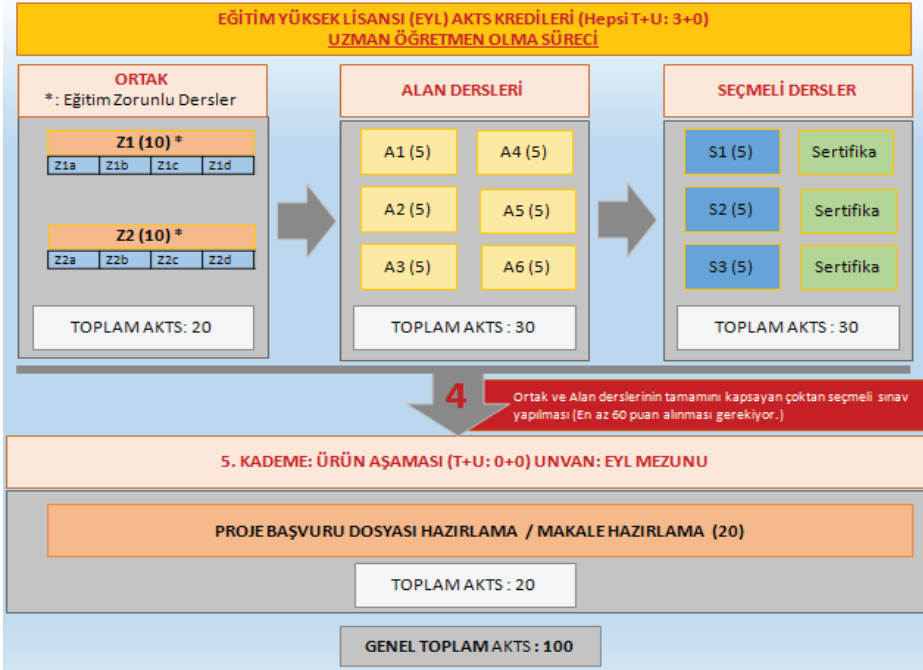 EĞİTİM YÜKSEK LİSANSI (EYL) AKTS KREDİLERİ (Hepsi T+U: 3+0)
UZMAN ÖĞRETMEN OLMA SÜRECİ
ORTAK
*: Eğitim Zorunlu Dersler
Z1 (10) *
Z1a Z1b Z1c Z1d
Z2 (10) *
Z2a Z2b Z2c Z2d
TOPLAM AKTS: 20
ALAN DERSLERİ
A1 (5) A4 (5)
A2 (5) A5 (5)
A3 (5) A6 (5)
TOPLAM AKTS : 30
SEÇMELİ DERSLER
S1 (5) Sertifika
S2 (5) Sertifika
S3 (5) Sertifika
TOPLAM AKTS : 30
4
Ortak ve Alan derslerinin tamamını kapsayan çoktan seçmeli sınav
yapılması (En az 60 puan alınması gerekiyor.)
5. KADEME: ÜRÜN AŞAMASI (T+U: 0+0) UNVAN: EYL MEZUNU
PROJE BAŞVURU DOSYASI HAZIRLAMA / MAKALE HAZIRLAMA (20)
TOPLAM AKTS : 20
GENEL TOPLAM AKTS : 100